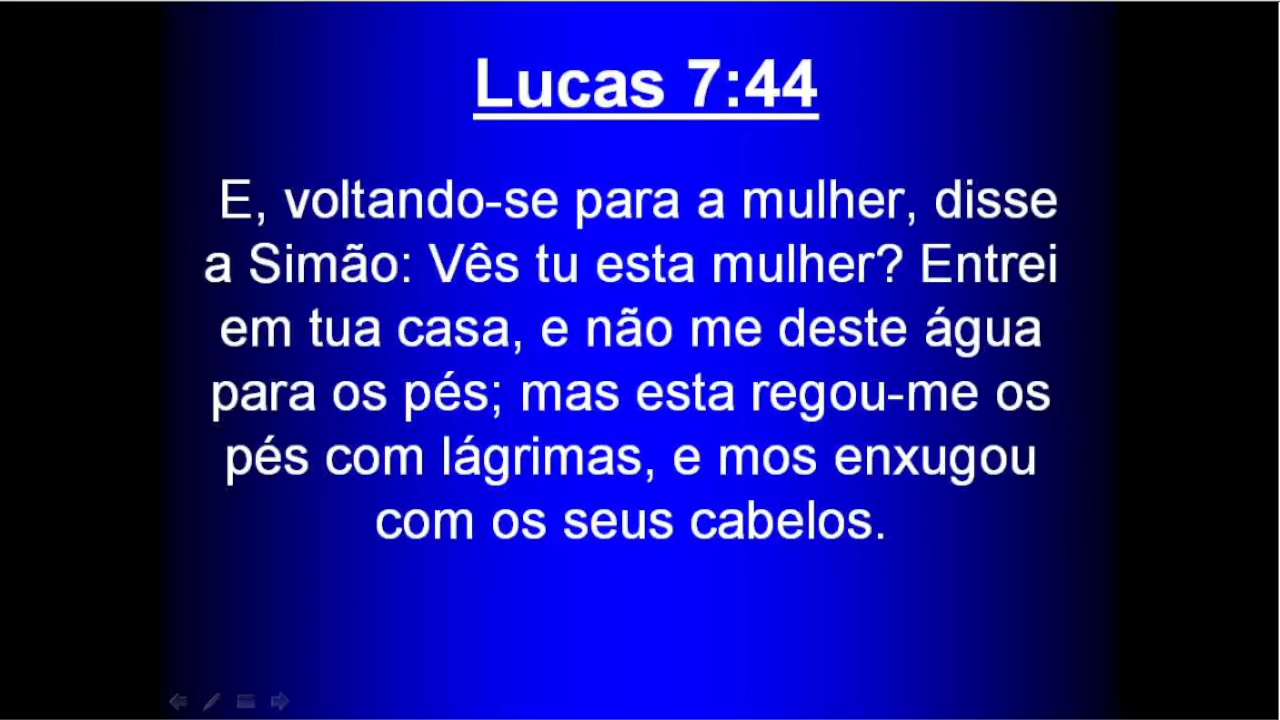 Lucas 7:44
E, voltando-se para a mulher, disse
a Simão: Vês tu esta mulher? Entrei
em tua casa, e não me deste água
para os pés; mas esta regou-me os
pés com lágrimas, e mos enxugou
com os seus cabelos.